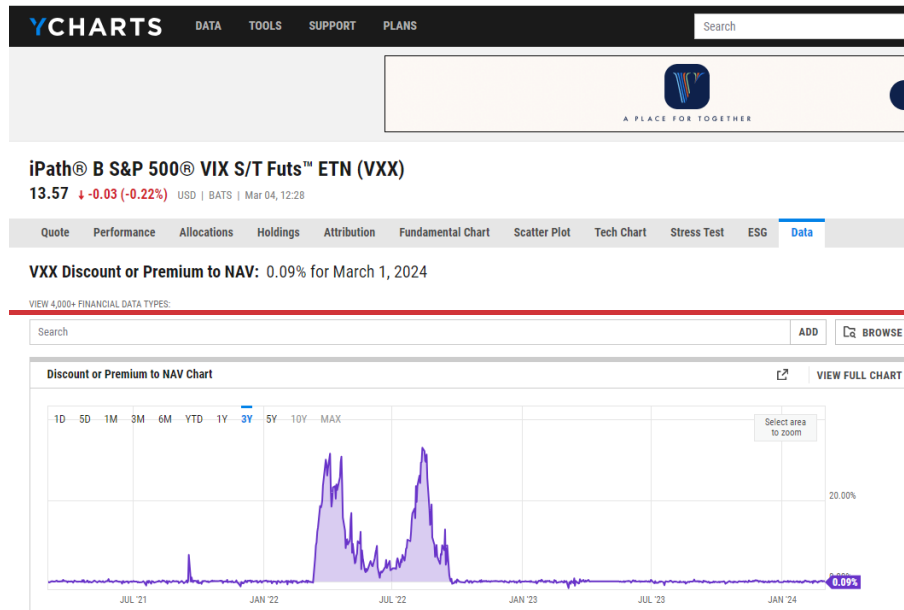 YCHARTS DATA TOOLS SUPPORT PLANS Search
A PLACE FOR TOGETHER
iPath® B S&P 500® VIX S/T Futs™ ETN (VXX)
13.57 ↓ -0.03 (-0.22%) USD | BATS | Mar 04, 12:28
Quote Performance Allocations Holdings Attribution Fundamental Chart Scatter Plot Tech Chart Stress Test ESG Data
VXX Discount or Premium to NAV: 0.09% for March 1, 2024
VIEW 4,000+ FINANCIAL DATA TYPES:
Search ADD BROWSE
Discount or Premium to NAV Chart VIEW FULL CHART
1D 5D 1M 3M 6M YTD 1Y 3Y 5Y 10Y MAX
Select area
to zoom
20.00%
0.09%
JUL '21 JAN '22 JUL '22 JAN '23 JUL '23 JAN '24